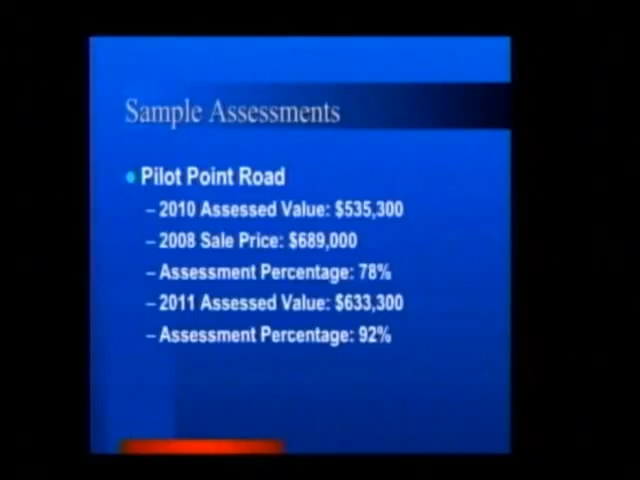 Sample Assessments
Pilot Point Road
– 2010 Assessed Value: $535,300
– 2008 Sale Price: $689,000
– Assessment Percentage: 78%
– 2011 Assessed Value: $633,300
– Assessment Percentage: 92%